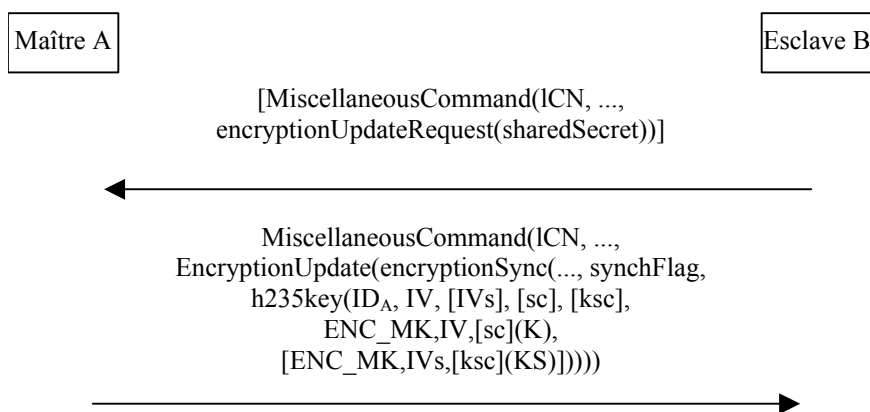 Maître A
Esclave B
[MiscellaneousCommand(lCN, ...,
encryptionUpdateRequest(sharedSecret))]
MiscellaneousCommand(lCN, ...,
EncryptionUpdate(encryptionSync(..., synchFlag,
h235key(ID_A, IV, [IVs], [sc], [ksc],
ENC_MK,IV,[sc](K),
[ENC_MK,IVs,[ksc](KS)]))))